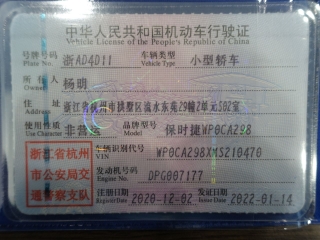 中华人民共和国机动车行驶证
Vehicle License of the People's Republic of China
号牌号码 浙AD4D11 车辆类型 小型轿车
Plate No. Vehicle Type
所有人 杨明
Owner
住址 浙江省杭州市拱墅区流水东苑29幢2单元502室
Address
使用性质 非营运 品牌型号 保时捷WP0CA298
Use Character Model
浙江省杭州
市公安局交
通警察支队
车辆识别代号 WP0CA298XMS210470
VIN
发动机号码 DPG007177
Engine No.
注册日期 2020-12-02 发证日期 2022-01-14
Register Date Issue Date